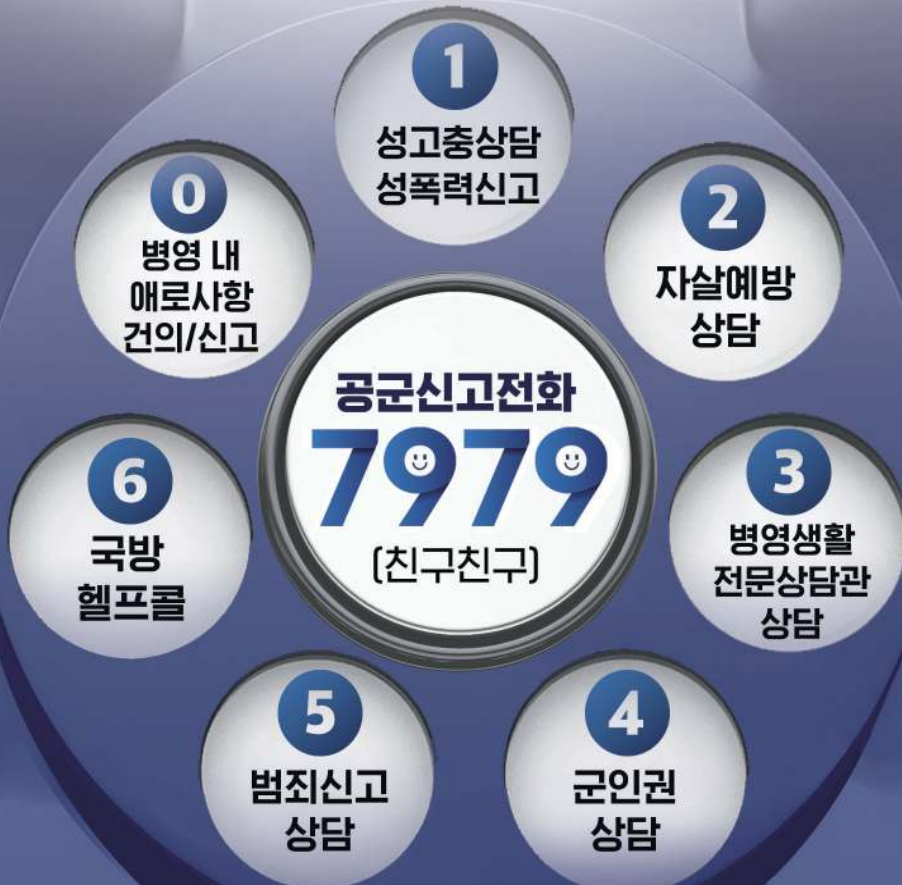 공군신고전화
7979
(친구친구)
0
병영 내
애로사항
건의/신고
1
성고충상담
성폭력신고
2
자살예방
상담
3
병영생활
전문상담관
상담
4
군인권
상담
5
범죄신고
상담
6
국방
헬프콜